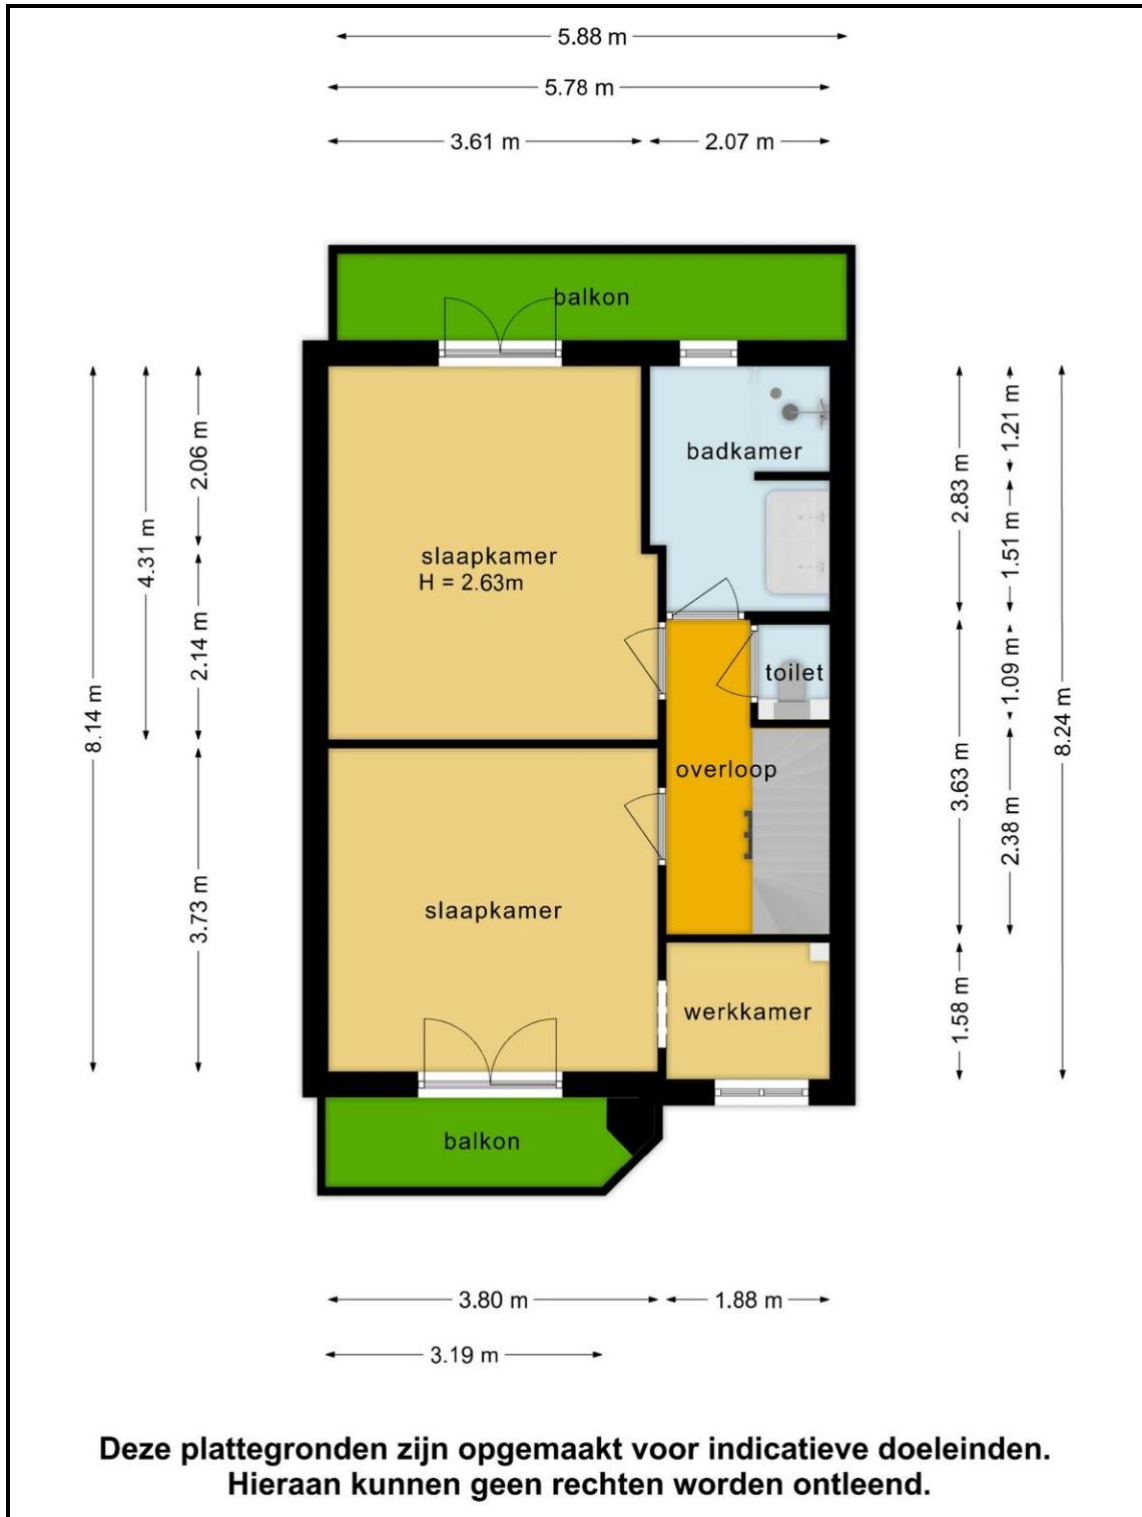 5.88 m
5.78 m
3.61 m
2.07 m
balkon
2.06 m
4.31 m
2.14 m
8.14 m
3.73 m
badkamer
slaapkamer
H = 2.63m
toilet
overloop
slaapkamer
werkkamer
balkon
1.21 m
2.83 m
1.51 m
1.09 m
8.24 m
3.63 m
2.38 m
1.58 m
3.80 m
1.88 m
3.19 m
Deze plattegronden zijn opgemaakt voor indicatieve doeleinden.
Hieraan kunnen geen rechten worden ontleend.